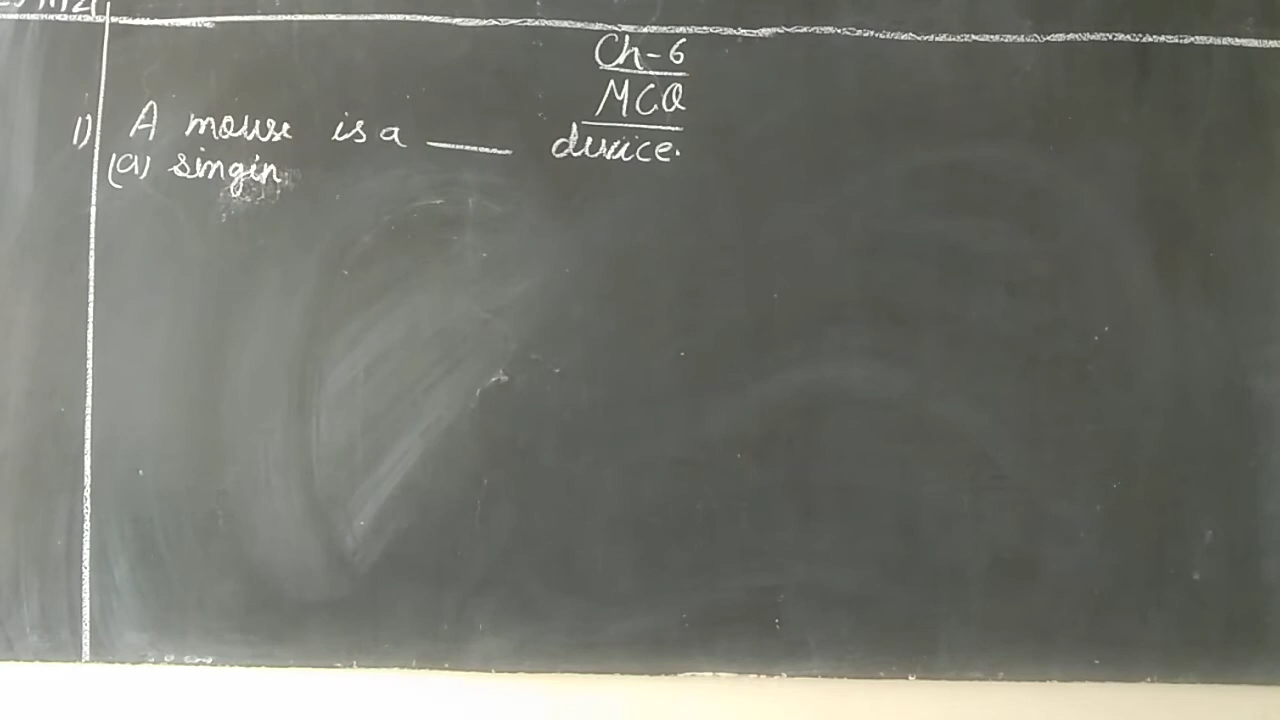 Ch-6
MCQ
1) A mouse is a ____ device.
(a) singin